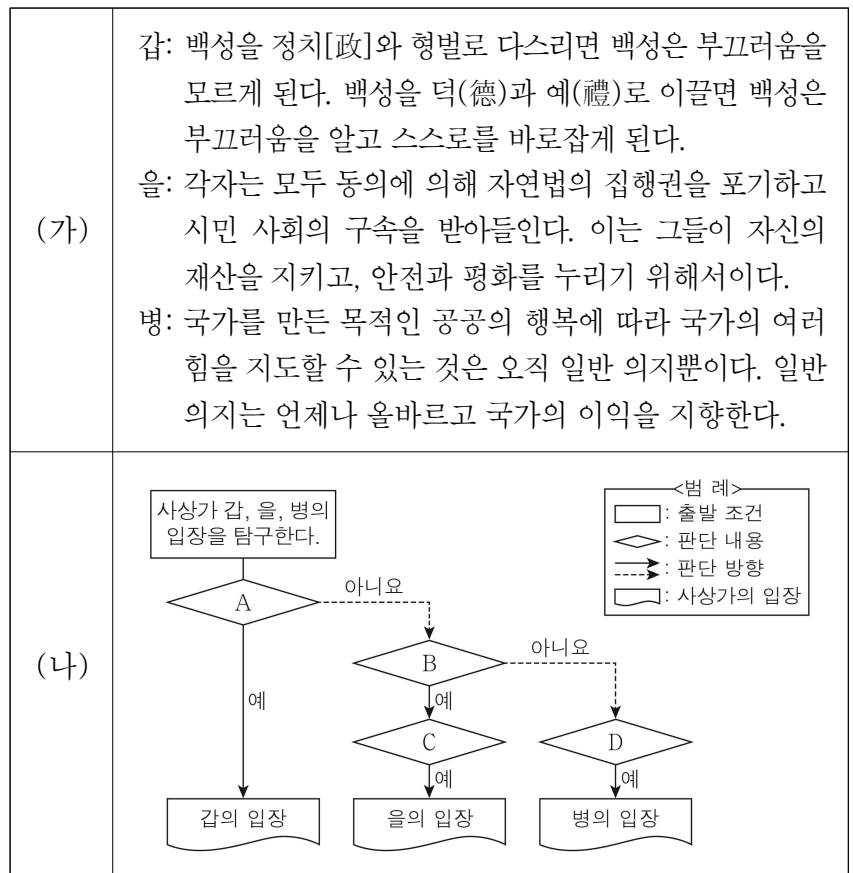 (가)
갑: 백성을 정치[政]와 형벌로 다스리면 백성은 부끄러움을
모르게 된다. 백성을 덕(德)과 예(禮)로 이끌면 백성은
부끄러움을 알고 스스로를 바로잡게 된다.
을: 각자는 모두 동의에 의해 자연법의 집행권을 포기하고
시민 사회의 구속을 받아들인다. 이는 그들이 자신의
재산을 지키고, 안전과 평화를 누리기 위해서이다.
병: 국가를 만든 목적인 공공의 행복에 따라 국가의 여러
힘을 지도할 수 있는 것은 오직 일반 의지뿐이다. 일반
의지는 언제나 올바르고 국가의 이익을 지향한다.
(나)
사상가 갑, 을, 병의
입장을 탐구한다.
<범 례>
: 출발 조건
: 판단 내용
: 판단 방향
: 사상가의 입장
A
아니요
B
아니요
예
예
C
D
예
예
갑의 입장
을의 입장
병의 입장